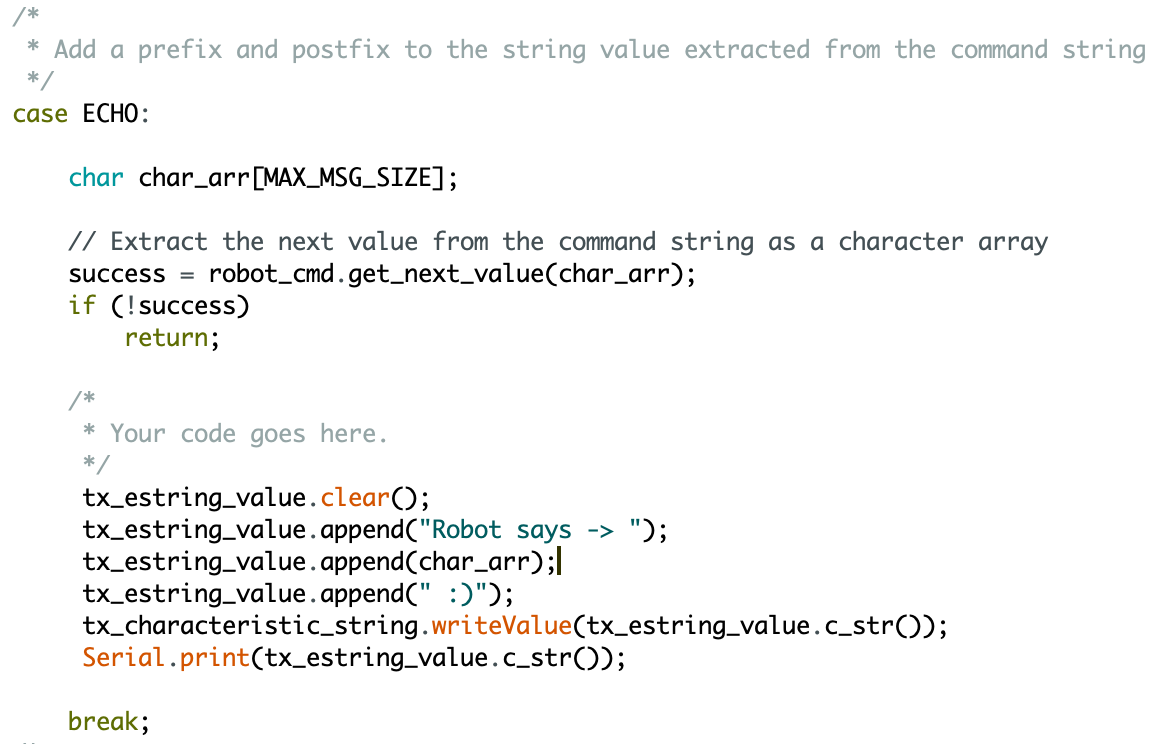 /*
 * Add a prefix and postfix to the string value extracted from the command string
 */
case ECHO:

    char char_arr[MAX_MSG_SIZE];

    // Extract the next value from the command string as a character array
    success = robot_cmd.get_next_value(char_arr);
    if (!success)
        return;

    /*
     * Your code goes here.
     */
     tx_estring_value.clear();
     tx_estring_value.append("Robot says -> ");
     tx_estring_value.append(char_arr);
     tx_estring_value.append(" :)");
     tx_characteristic_string.writeValue(tx_estring_value.c_str());
     Serial.print(tx_estring_value.c_str());

    break;